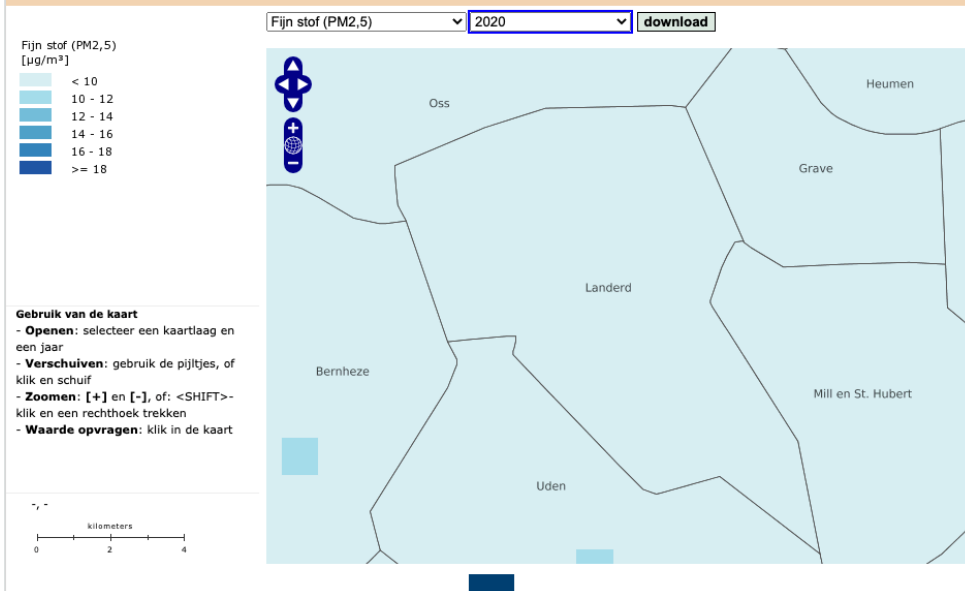 Fijn stof (PM2,5)
2020
download
Fijn stof (PM2,5)
[µg/m³]
< 10
10 - 12
12 - 14
14 - 16
16 - 18
>= 18
Oss
Heumen
Grave
Landerd
Bernheze
Mill en St. Hubert
Uden
Gebruik van de kaart
- Openen: selecteer een kaartlaag en
een jaar
- Verschuiven: gebruik de pijltjes, of
klik en schuif
- Zoomen: [+] en [-], of: <SHIFT>-
klik en een rechthoek trekken
- Waarde opvragen: klik in de kaart
-, -
kilometers
0 2 4